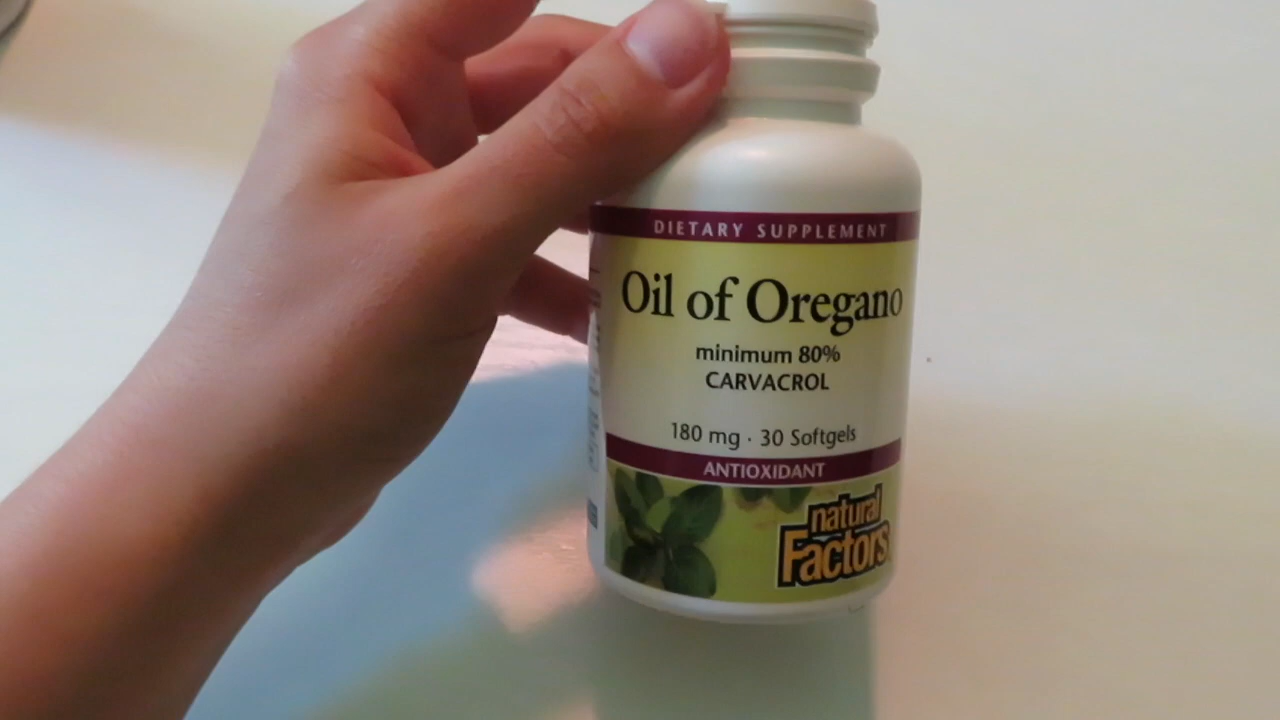 DIETARY SUPPLEMENT
Oil of Oregano
minimum 80%
CARVACROL
180 mg · 30 Softgels
ANTIOXIDANT
natural
Factors